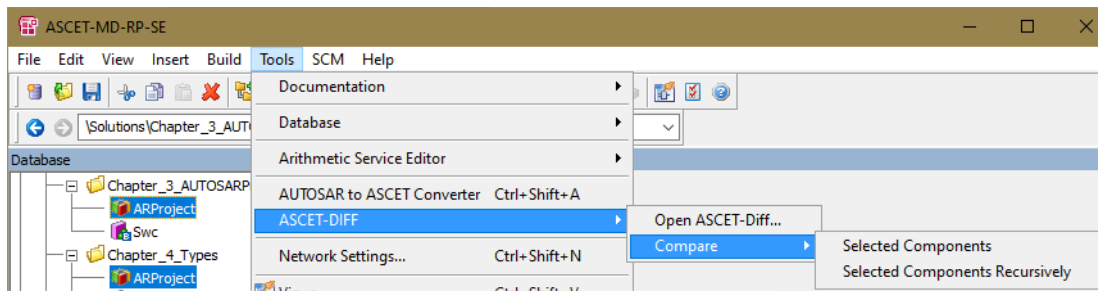 ASCET-MD-RP-SE
File Edit View Insert Build Tools SCM Help
Documentation
\Solutions\Chapter_3_AUT
Database
Database
Arithmetic Service Editor
Chapter_3_AUTOSARP
AUTOSAR to ASCET Converter Ctrl+Shift+A
ARProject
ASCET-DIFF
Open ASCET-Diff...
Swc
Compare
Selected Components
Chapter_4_Types
Network Settings... Ctrl+Shift+N
Selected Components Recursively
ARProject